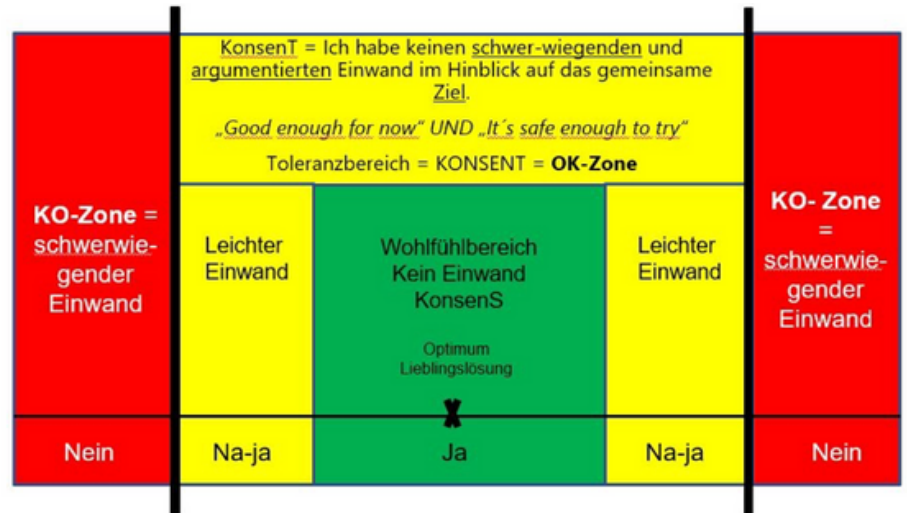 KonsenT = Ich habe keinen schwer-wiegenden und
argumentierten Einwand im Hinblick auf das gemeinsame
Ziel.
„Good enough for now“ UND „It´s safe enough to try“
Toleranzbereich = KONSENT = OK-Zone
KO-Zone =
schwerwie-
gender
Einwand
Leichter
Einwand
Wohlfühlbereich
Kein Einwand
KonsenS
Optimum
Lieblingslösung
Leichter
Einwand
KO- Zone
=
schwerwie-
gender
Einwand
Nein
Na-ja
Ja
Na-ja
Nein